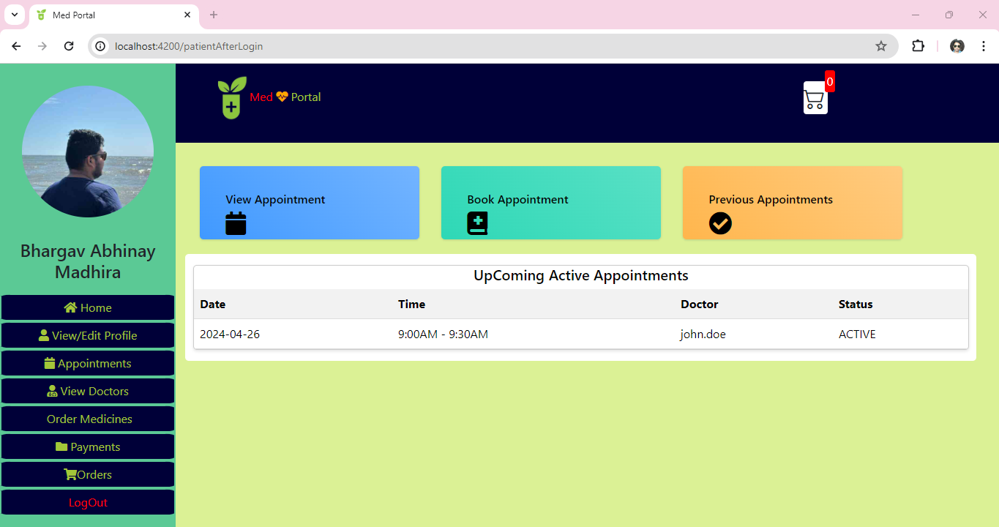 Med Portal
localhost:4200/patientAfterLogin
Med Portal
0
Bhargav Abhinay
Madhira
Home
View/Edit Profile
Appointments
View Doctors
Order Medicines
Payments
Orders
LogOut
View Appointment
Book Appointment
Previous Appointments
UpComing Active Appointments
Date Time Doctor Status
2024-04-26 9:00AM - 9:30AM john.doe ACTIVE